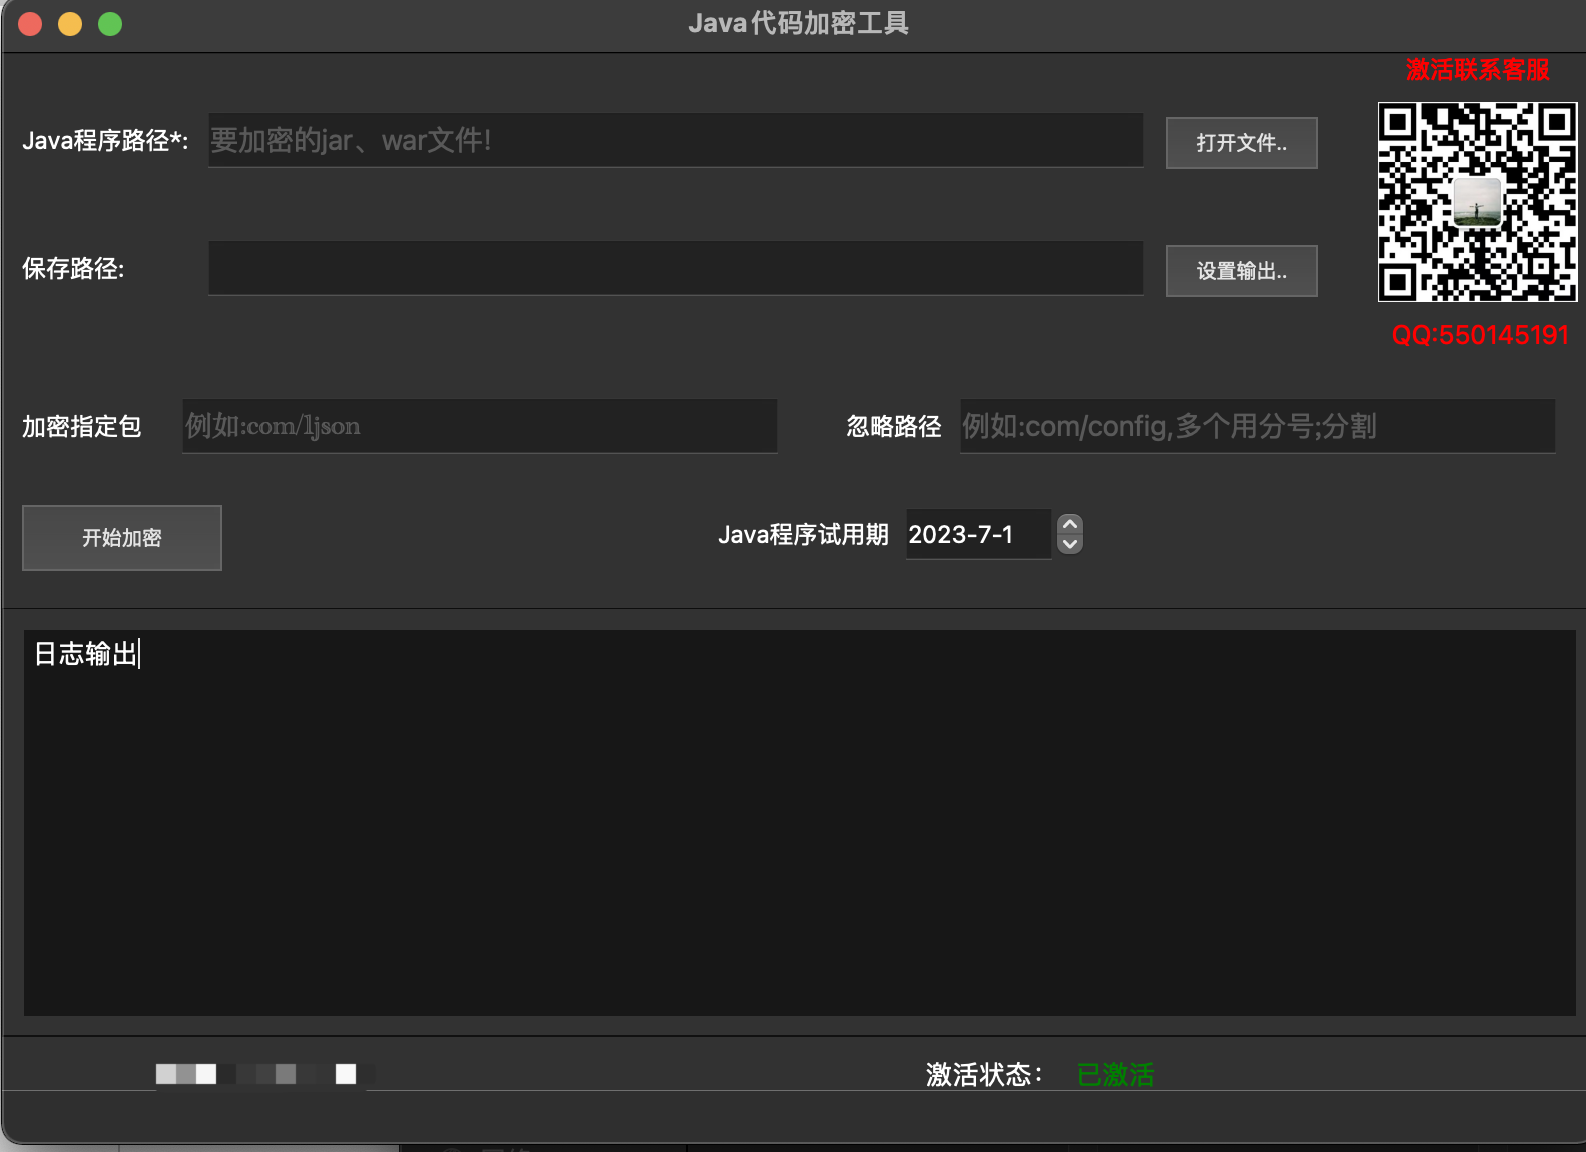 Java代码加密工具
激活联系客服
Java程序路径*:
要加密的jar、war文件!
打开文件..
保存路径:
设置输出..
QQ:550145191
加密指定包
例如:com/ljson
忽略路径
例如:com/config,多个用分号;分割
开始加密
Java程序试用期
2023-7-1
日志输出
激活状态：
已激活